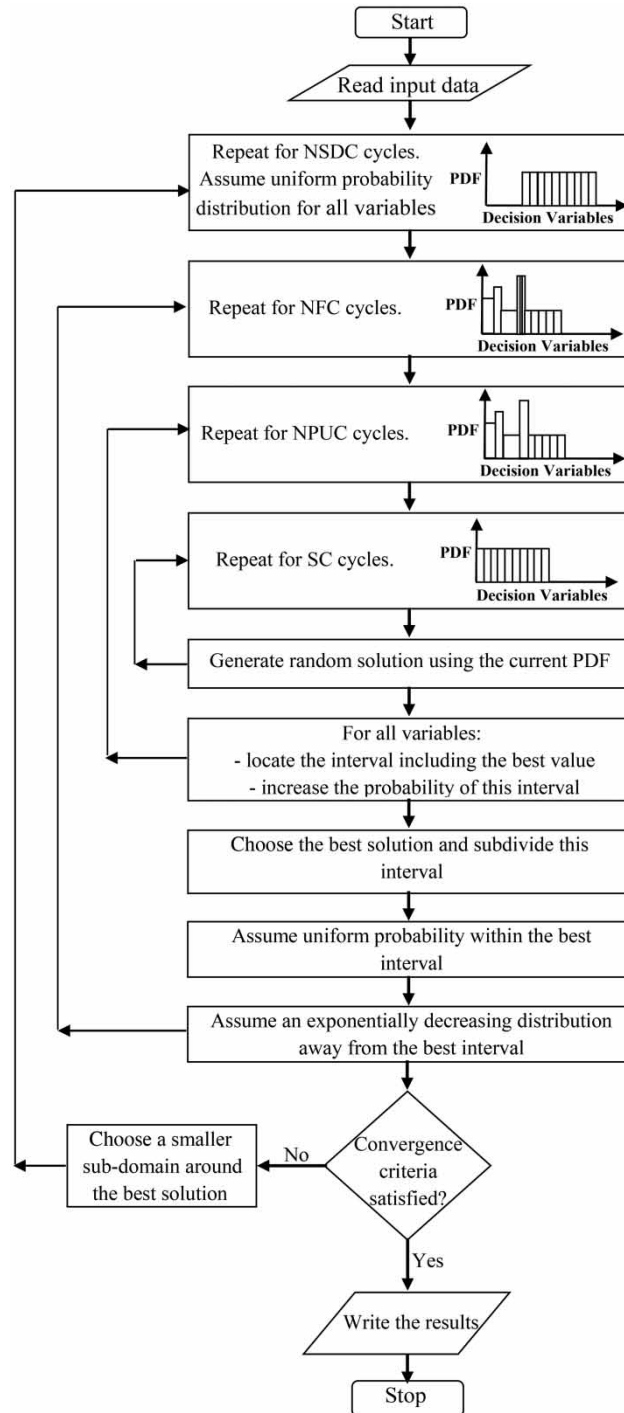 Start
Read input data
Repeat for NSDC cycles.
Assume uniform probability
distribution for all variables
PDF
Decision Variables
Repeat for NFC cycles.
PDF
Decision Variables
Repeat for NPUC cycles.
PDF
Decision Variables
Repeat for SC cycles.
PDF
Decision Variables
Generate random solution using the current PDF
For all variables:
- locate the interval including the best value
- increase the probability of this interval
Choose the best solution and subdivide this
interval
Assume uniform probability within the best
interval
Assume an exponentially decreasing distribution
away from the best interval
Choose a smaller
sub-domain around
the best solution
No
Convergence
criteria
satisfied?
Yes
Write the results
Stop